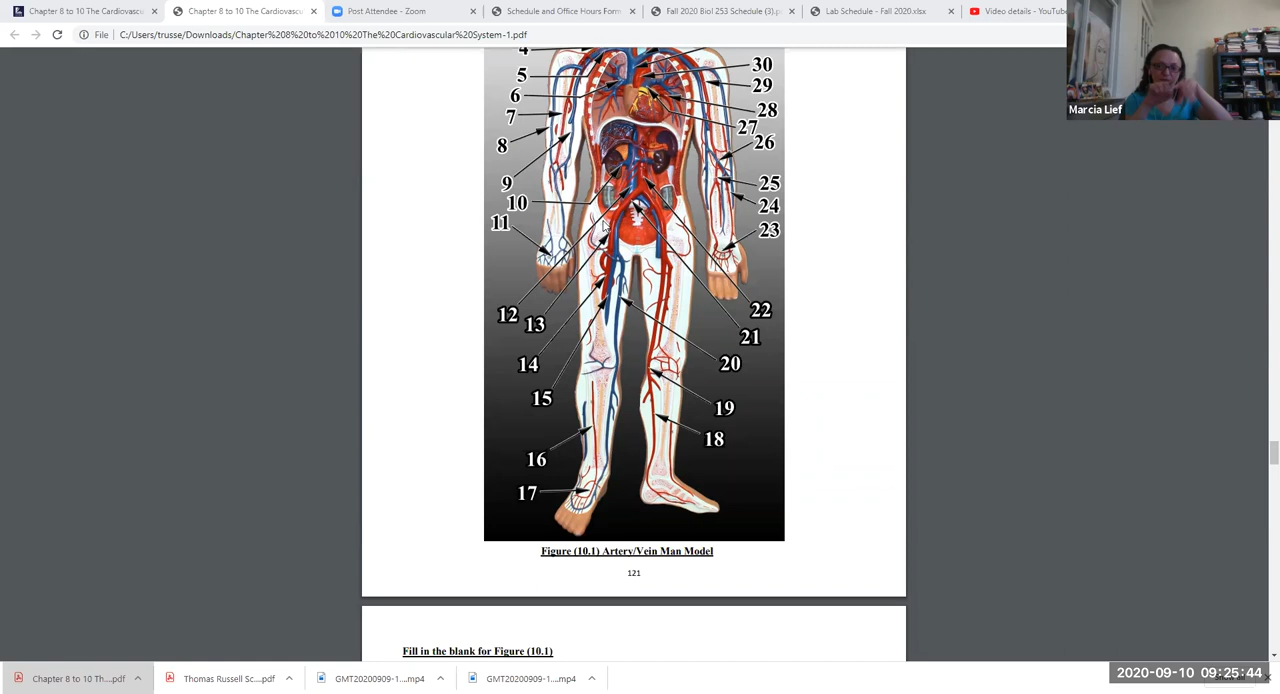 Chapter 8 to 10 The Cardiovascu
Chapter 8 to 10 The Cardiovascu
Post Attendee - Zoom
Schedule and Office Hours Form
Fall 2020 Biol 253 Schedule (3).p
Lab Schedule - Fall 2020.xlsx
Video details - YouTube
File
C:/Users/trusse/Downloads/Chapter%208%20to%2010%20The%20Cardiovascular%20System-1.pdf
Marcia Lief
4
5
6
7
8
9
10
11
12
13
14
15
16
17
30
29
28
27
26
25
24
23
22
21
20
19
18
Figure (10.1) Artery/Vein Man Model
121
Fill in the blank for Figure (10.1)
Chapter 8 to 10 Th....pdf
Thomas Russell Sc....pdf
GMT20200909-1....mp4
GMT20200909-1....mp4
2020-09-10 09:25:44